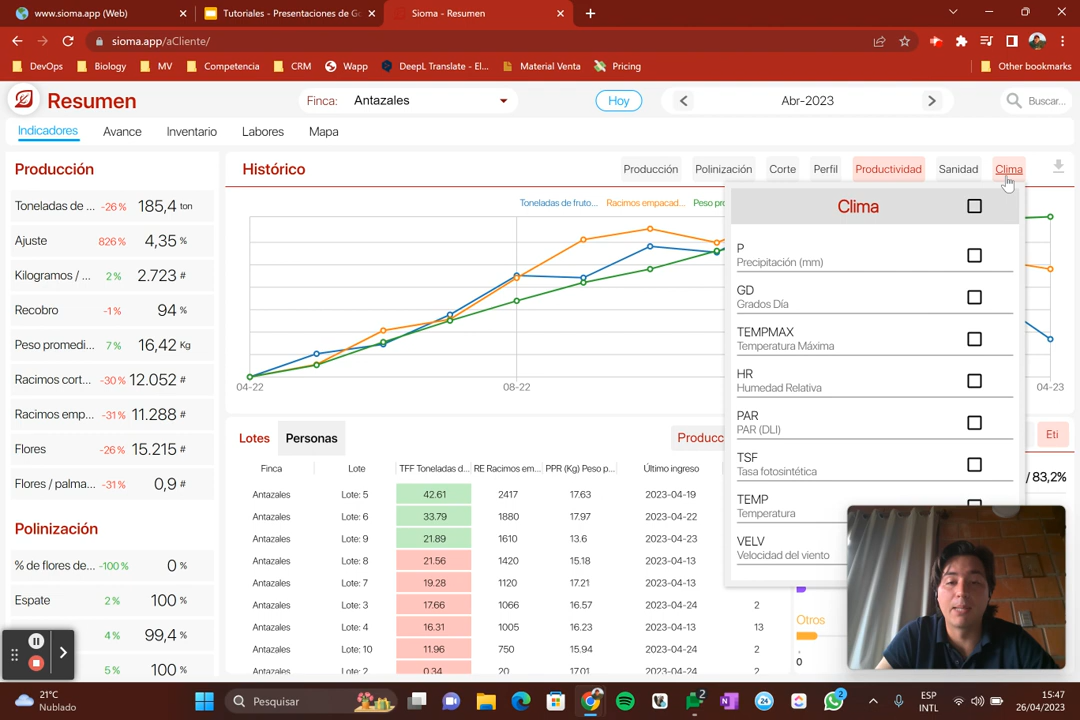 www.sioma.app (Web)
Tutoriales - Presentaciones de Go
Sioma - Resumen
sioma.app/aCliente/
DevOps
Biology
MV
Competencia
CRM
Wapp
DeepL Translate - El...
Material Venta
Pricing
Other bookmarks
Resumen
Finca: Antazales
Hoy
Abr-2023
Buscar...
Indicadores
Avance
Inventario
Labores
Mapa
Producción
Toneladas de ... -26 % 185,4 ton
Ajuste 826 % 4,35 %
Kilogramos / ... 2 % 2.723 #
Recobro -1 % 94 %
Peso promedi... 7 % 16,42 Kg
Racimos cort... -30 % 12.052 #
Racimos emp... -31 % 11.288 #
Flores -26 % 15.215 #
Flores / palma... -31 % 0,9 #
Polinización
% de flores de... -100 % 0 %
Espate 2 % 100 %
4 % 99,4 %
5 % 100 %
Histórico
Producción
Polinización
Corte
Perfil
Productividad
Sanidad
Clima
Toneladas de fruto...
Racimos empacad...
Peso pro
04-22
08-22
04-23
Clima
P
Precipitación (mm)
GD
Grados Día
TEMPMAX
Temperatura Máxima
HR
Humedad Relativa
PAR
PAR (DLI)
TSF
Tasa fotosintética
TEMP
Temperatura
VELV
Velocidad del viento
Lotes
Personas
Producc
Eti
/ 83,2%
Finca Lote TFF Toneladas d... RE Racimos em... PPR (Kg) Peso p... Último ingreso
Antazales Lote: 5 42.61 2417 17.63 2023-04-19
Antazales Lote: 6 33.79 1880 17.97 2023-04-22
Antazales Lote: 9 21.89 1610 13.6 2023-04-23
Antazales Lote: 8 21.56 1420 15.18 2023-04-13
Antazales Lote: 7 19.28 1120 17.21 2023-04-13
Antazales Lote: 3 17.66 1066 16.57 2023-04-24 2
Antazales Lote: 4 16.31 1005 16.23 2023-04-13 13
Antazales Lote: 10 11.96 750 15.94 2023-04-24 2
Antazales Lote: 2 0.34 20 17.01 2023-04-24 2
Otros
0
21°C
Nublado
Pesquisar
2
24
2
ESP
INTL
15:47
26/04/2023